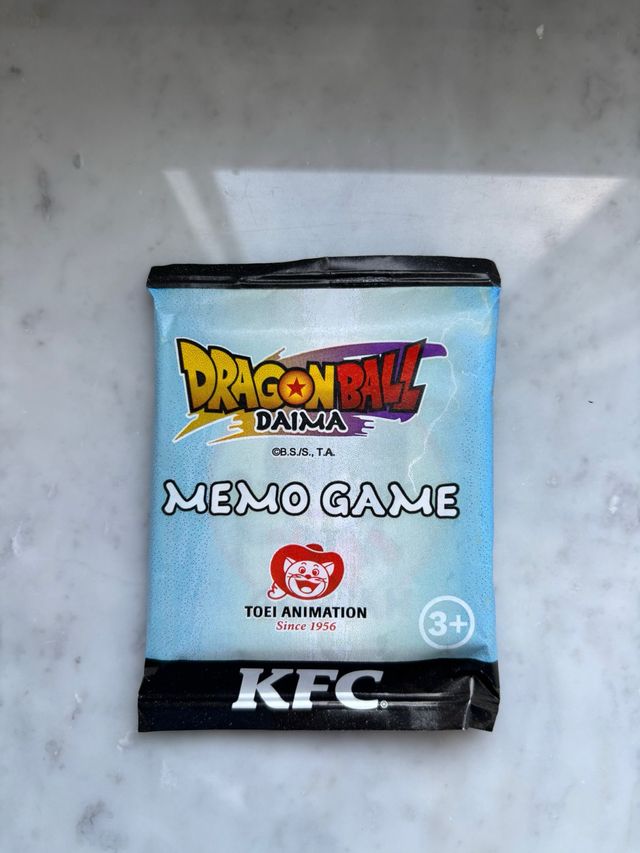 DRAGON BALL
DAIMA
©B.S./S., T.A.
MEMO GAME
TOEI ANIMATION
Since 1956
3+
KFC®